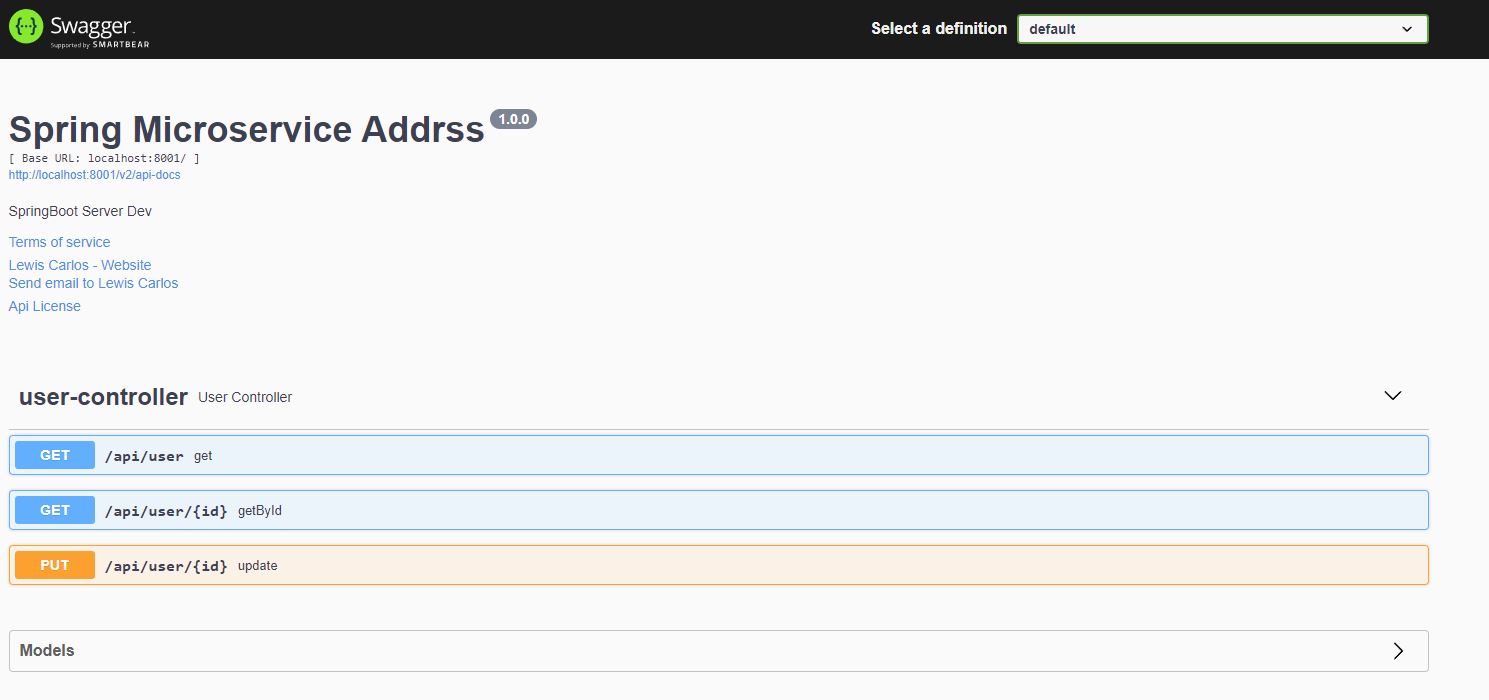 {··} Swagger.
Supported by SMARTBEAR
Select a definition default
Spring Microservice Addrss 1.0.0
[ Base URL: localhost:8001/ ]
http://localhost:8001/v2/api-docs
SpringBoot Server Dev
Terms of service
Lewis Carlos - Website
Send email to Lewis Carlos
Api License
user-controller User Controller
GET /api/user get
GET /api/user/{id} getById
PUT /api/user/{id} update
Models